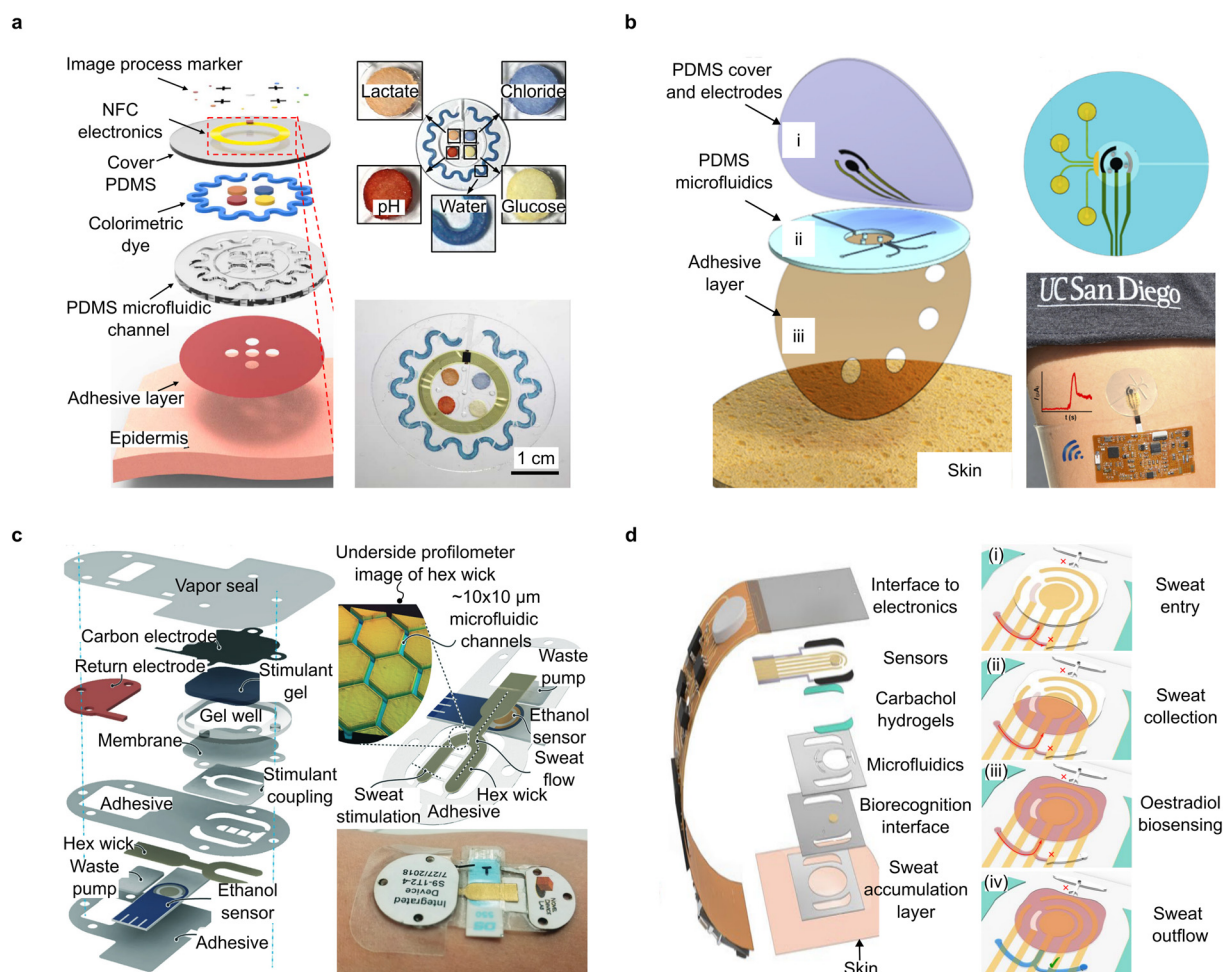 a
Image process marker
NFC
electronics
Cover
PDMS
Colorimetric
dye
PDMS microfluidic
channel
Adhesive layer
Epidermis
Lactate
Chloride
pH
Water
Glucose
1 cm
b
PDMS cover
and electrodes
i
PDMS
microfluidics
ii
Adhesive
layer
iii
Skin
UC San Diego
t (s)
c
Vapor seal
Carbon electrode
Return electrode
Stimulant
gel
Gel well
Membrane
Stimulant
coupling
Adhesive
Hex wick
Waste
pump
Ethanol
sensor
Adhesive
Underside profilometer
image of hex wick
~10x10 µm
microfluidic
channels
Waste
pump
Ethanol
sensor
Sweat
flow
Hex wick
Sweat
stimulation
Adhesive
Integrated
Device
S9-1T2-4
7/27/2018
d
Interface to
electronics
Sensors
Carbachol
hydrogels
Microfluidics
Biorecognition
interface
Sweat
accumulation
layer
Skin
(i)
Sweat
entry
(ii)
Sweat
collection
(iii)
Oestradiol
biosensing
(iv)
Sweat
outflow